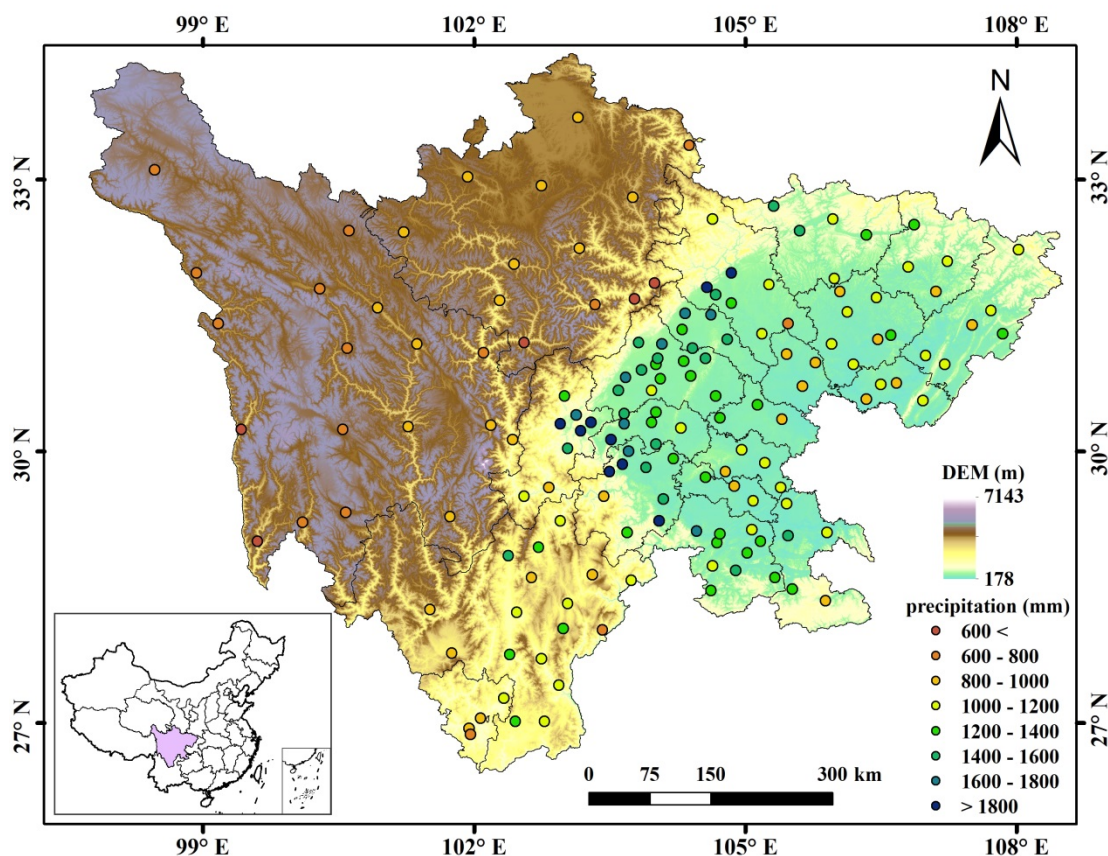 99° E 102° E 105° E 108° E
N
33° N 33° N
30° N 30° N
DEM (m)
7143
178
precipitation (mm)
600 <
600 - 800
800 - 1000
1000 - 1200
1200 - 1400
1400 - 1600
1600 - 1800
> 1800
27° N 27° N
0 75 150 300 km
99° E 102° E 105° E 108° E